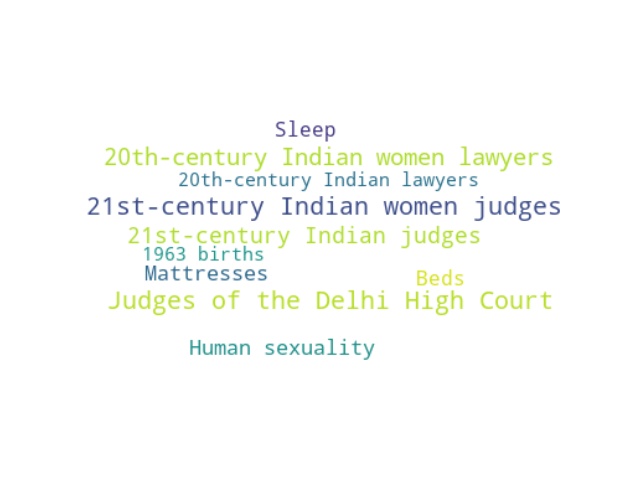 Sleep
20th-century Indian women lawyers
20th-century Indian lawyers
21st-century Indian women judges
21st-century Indian judges
1963 births
Mattresses
Beds
Judges of the Delhi High Court
Human sexuality